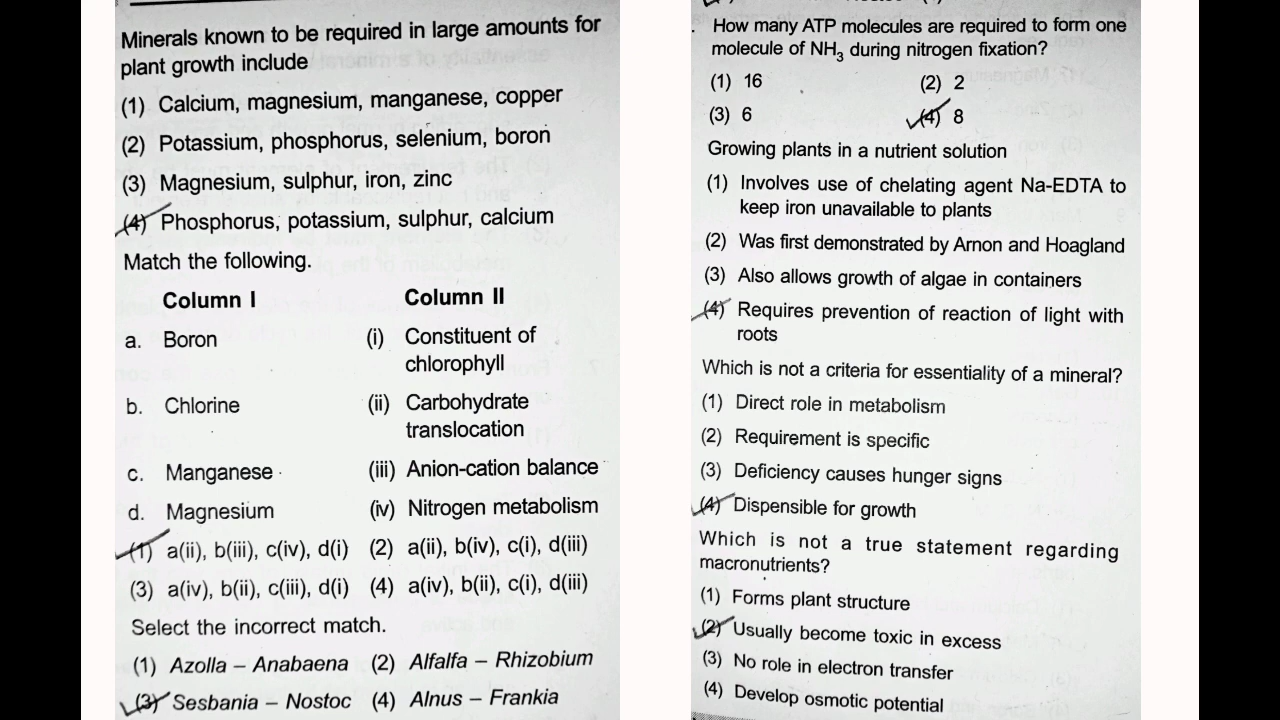 Minerals known to be required in large amounts for
plant growth include
(1) Calcium, magnesium, manganese, copper
(2) Potassium, phosphorus, selenium, boron
(3) Magnesium, sulphur, iron, zinc
(4) Phosphorus, potassium, sulphur, calcium
Match the following.
Column I Column II
a. Boron (i) Constituent of
chlorophyll
b. Chlorine (ii) Carbohydrate
translocation
c. Manganese (iii) Anion-cation balance
d. Magnesium (iv) Nitrogen metabolism
(1) a(ii), b(iii), c(iv), d(i) (2) a(ii), b(iv), c(i), d(iii)
(3) a(iv), b(ii), c(iii), d(i) (4) a(iv), b(ii), c(i), d(iii)
Select the incorrect match.
(1) Azolla – Anabaena (2) Alfalfa – Rhizobium
(3) Sesbania – Nostoc (4) Alnus – Frankia
How many ATP molecules are required to form one
molecule of NH₃ during nitrogen fixation?
(1) 16 (2) 2
(3) 6 (4) 8
Growing plants in a nutrient solution
(1) Involves use of chelating agent Na-EDTA to
keep iron unavailable to plants
(2) Was first demonstrated by Arnon and Hoagland
(3) Also allows growth of algae in containers
(4) Requires prevention of reaction of light with
roots
Which is not a criteria for essentiality of a mineral?
(1) Direct role in metabolism
(2) Requirement is specific
(3) Deficiency causes hunger signs
(4) Dispensible for growth
Which is not a true statement regarding
macronutrients?
(1) Forms plant structure
(2) Usually become toxic in excess
(3) No role in electron transfer
(4) Develop osmotic potential